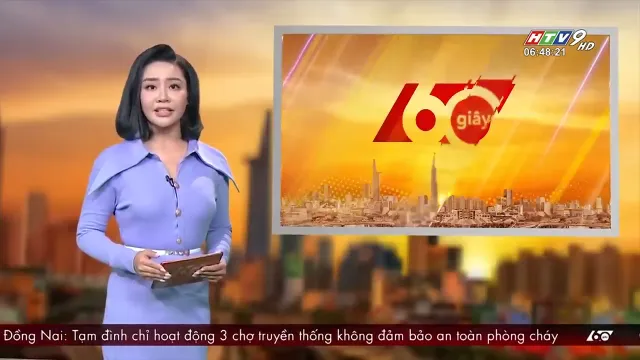 HTV9 HD
06:48:21
60 giây
Đồng Nai: Tạm đình chỉ hoạt động 3 chợ truyền thống không đảm bảo an toàn phòng cháy
60